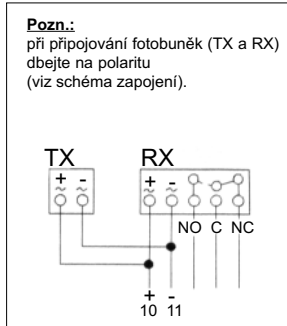 Pozn.:
při připojování fotobuněk (TX a RX)
dbejte na polaritu
(viz schéma zapojení).
TX RX
+ - + -
~ ~ ~ ~
NO C NC
+ -
10 11